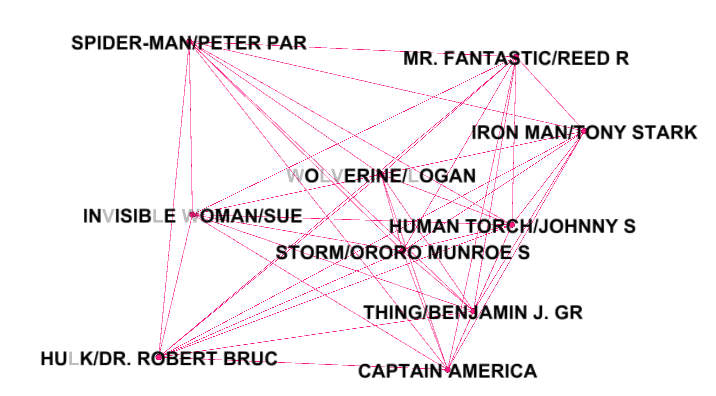 SPIDER-MAN/PETER PAR
MR. FANTASTIC/REED R
IRON MAN/TONY STARK
WOLVERINE/LOGAN
INVISIBLE WOMAN/SUE
HUMAN TORCH/JOHNNY S
STORM/ORORO MUNROE S
THING/BENJAMIN J. GR
HULK/DR. ROBERT BRUC
CAPTAIN AMERICA